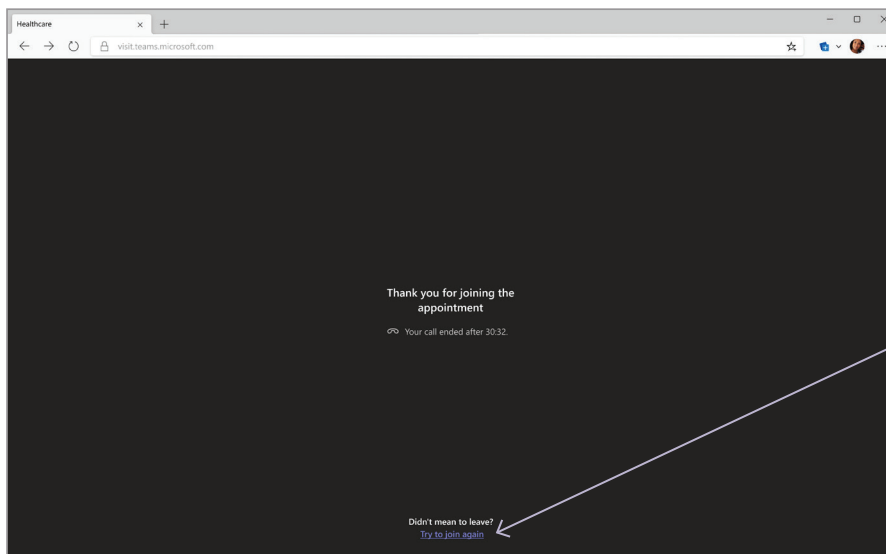 Healthcare
visit.teams.microsoft.com
Thank you for joining the
appointment
Your call ended after 30:32.
Didn't mean to leave?
Try to join again